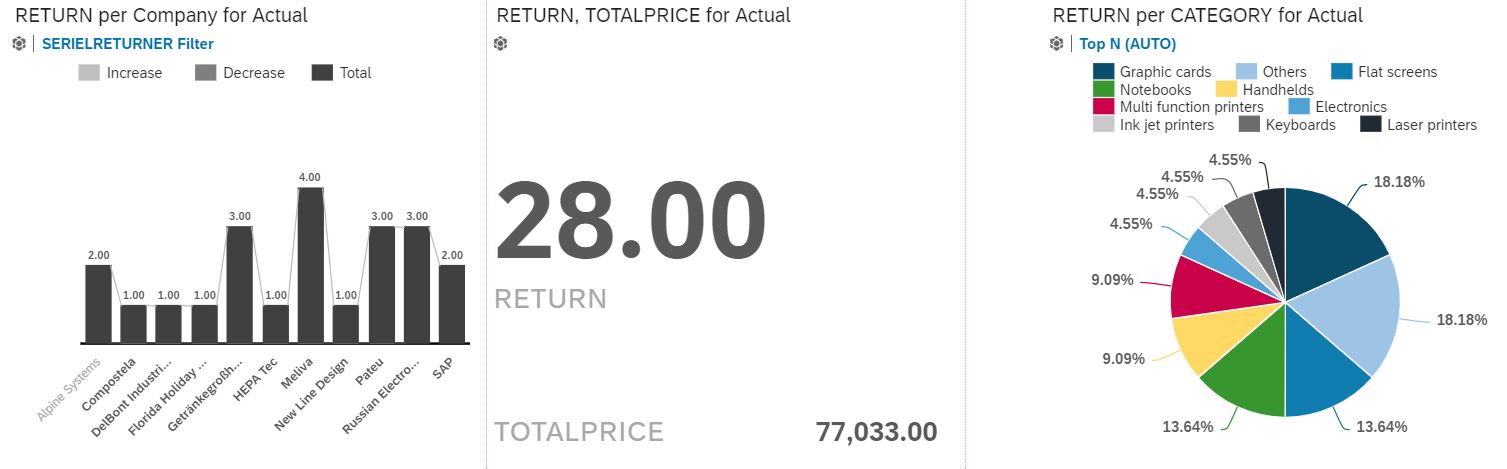 RETURN per Company for Actual
SERIELRETURNER Filter
Increase Decrease Total
4.00
3.00 3.00 3.00
2.00 2.00
1.00 1.00 1.00 1.00 1.00
Alpine Systems
Compostela
DelBont Industri...
Florida Holiday ...
Getränkegroßh...
HEPA Tec
Meliva
New Line Design
Pateu
Russian Electro...
SAP
RETURN, TOTALPRICE for Actual
28.00
RETURN
TOTALPRICE 77,033.00
RETURN per CATEGORY for Actual
Top N (AUTO)
Graphic cards Others Flat screens
Notebooks Handhelds
Multi function printers Electronics
Ink jet printers Keyboards Laser printers
4.55%
4.55%
4.55%
4.55%
9.09%
9.09%
13.64%
13.64%
18.18%
18.18%